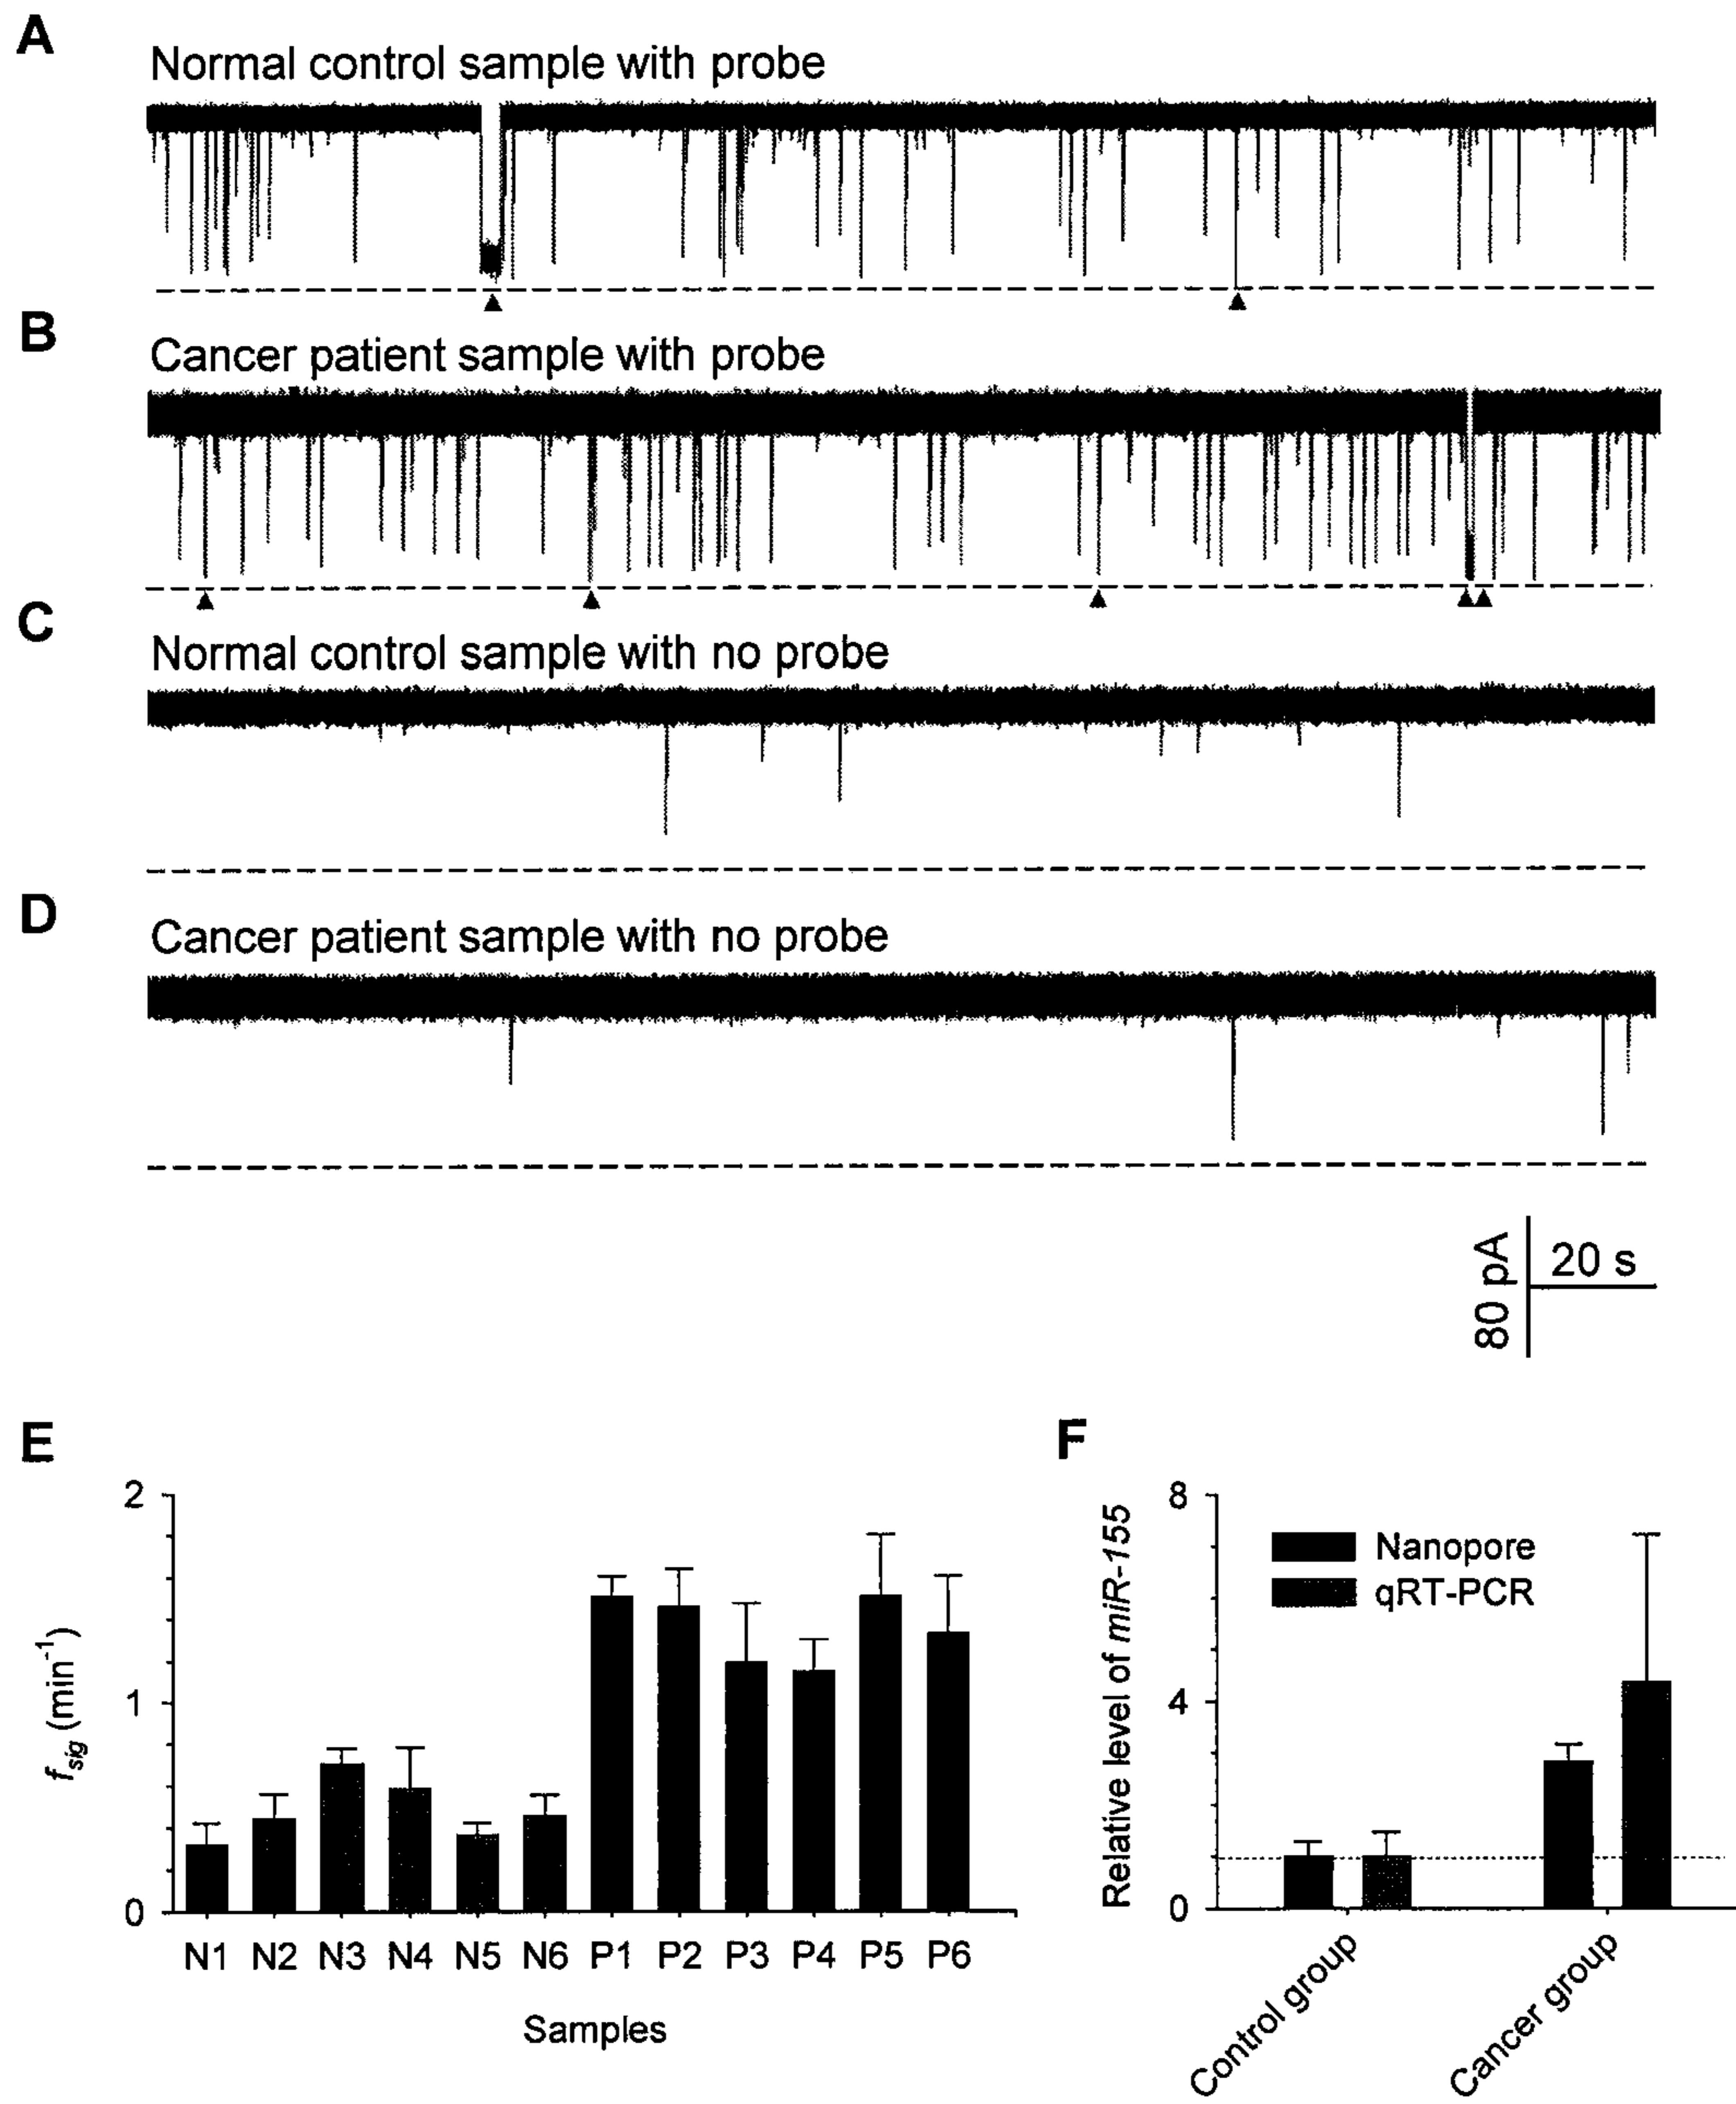 A
Normal control sample with probe
B
Cancer patient sample with probe
C
Normal control sample with no probe
D
Cancer patient sample with no probe
80 pA
20 s
E
2
1
0
fsig (min⁻¹)
N1 N2 N3 N4 N5 N6 P1 P2 P3 P4 P5 P6
Samples
F
8
4
0
Relative level of miR-155
Nanopore
qRT-PCR
Control group
Cancer group